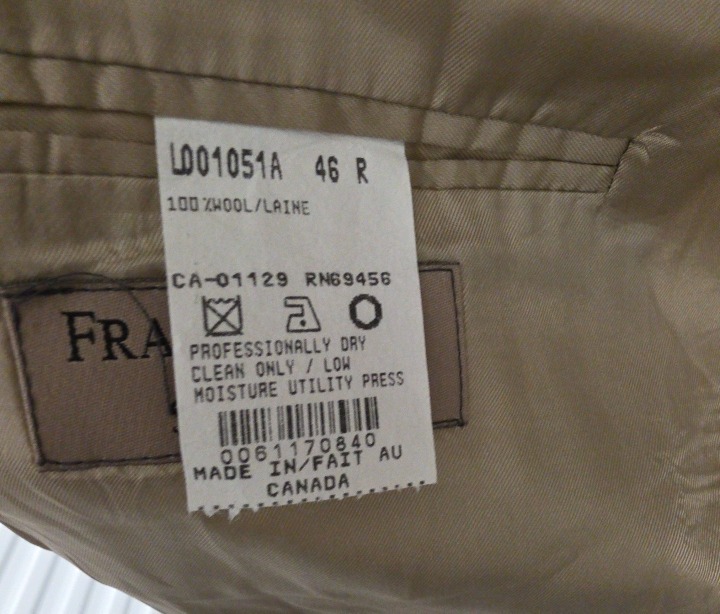 LD01051A 46 R
100%WOOL/LAINE
CA-01129 RN69456
FRA
PROFESSIONALLY DRY
CLEAN ONLY / LOW
MOISTURE UTILITY PRESS
0061170840
MADE IN/FAIT AU
CANADA